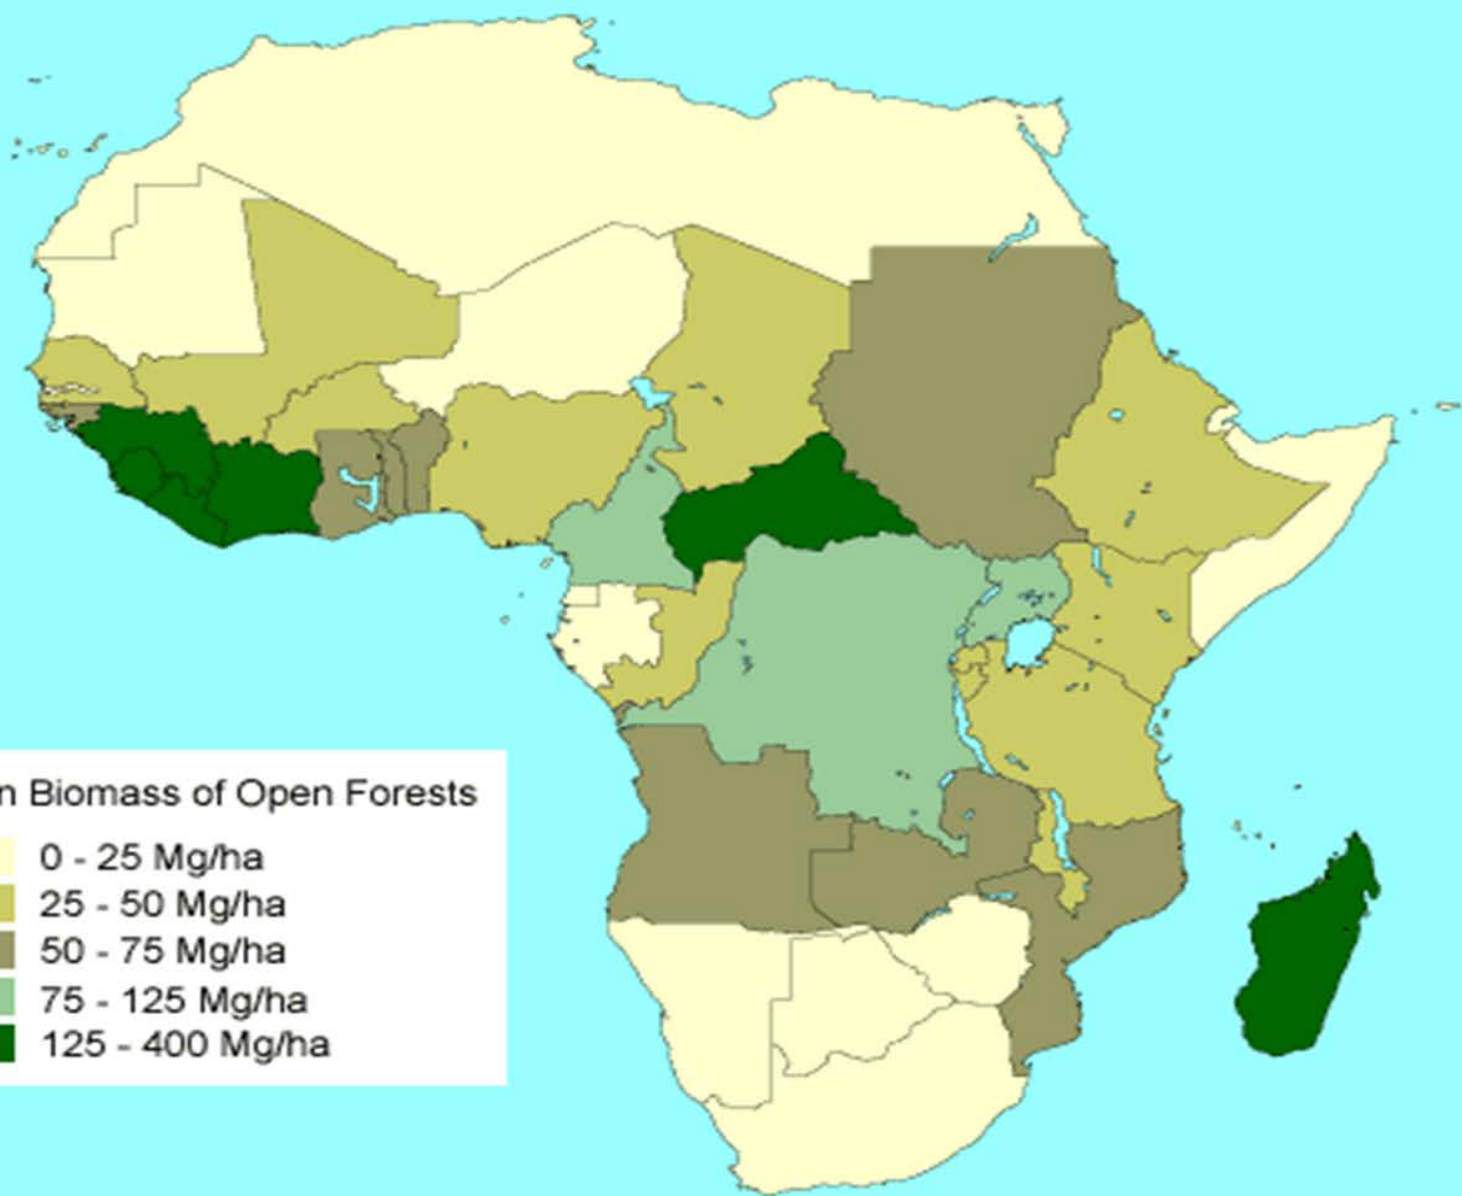 n Biomass of Open Forests
0 - 25 Mg/ha
25 - 50 Mg/ha
50 - 75 Mg/ha
75 - 125 Mg/ha
125 - 400 Mg/ha